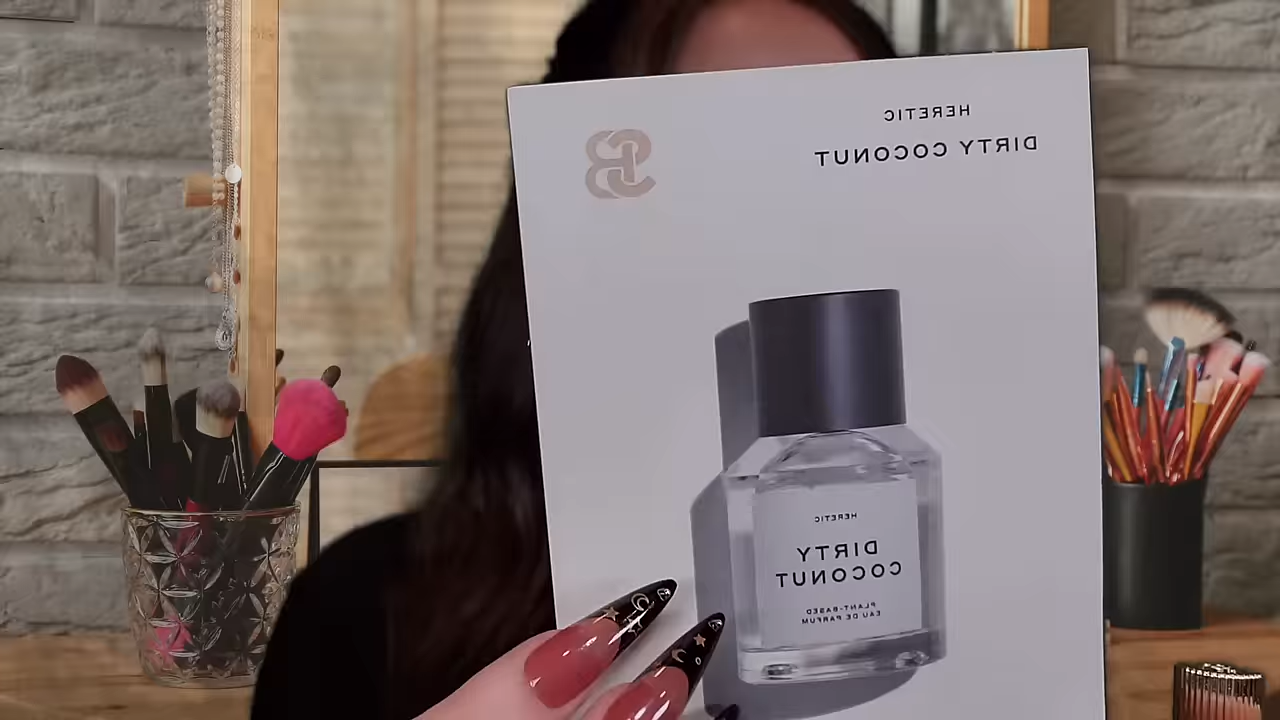 HERETIC
DIRTY COCONUT
HERETIC
DIRTY
COCONUT
PLANT-BASED
EAU DE PARFUM